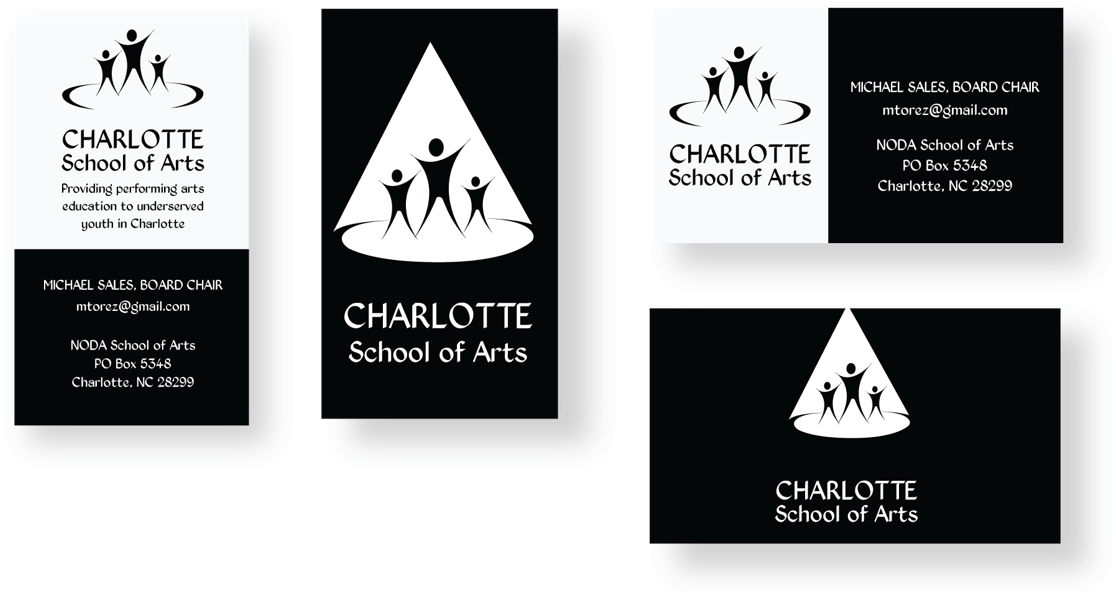 CHARLOTTE
School of Arts
Providing performing arts
education to underserved
youth in Charlotte
MICHAEL SALES, BOARD CHAIR
mtorez@gmail.com
NODA School of Arts
PO Box 5348
Charlotte, NC 28299
CHARLOTTE
School of Arts
CHARLOTTE
School of Arts
MICHAEL SALES, BOARD CHAIR
mtorez@gmail.com
NODA School of Arts
PO Box 5348
Charlotte, NC 28299
CHARLOTTE
School of Arts